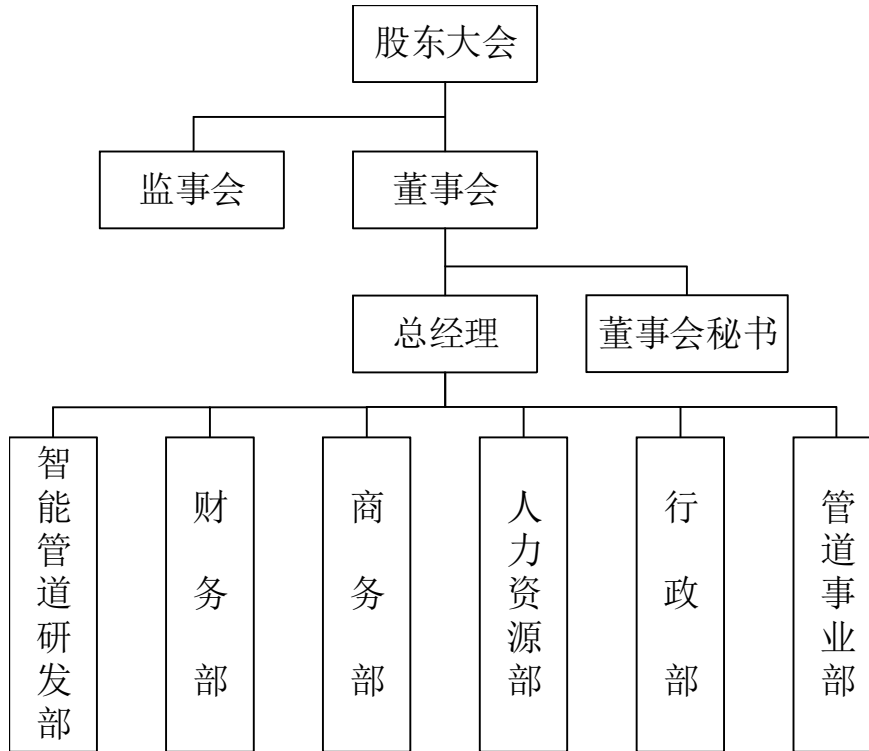 股东大会
监事会
董事会
总经理
董事会秘书
智能管道研发部
财务部
商务部
人力资源部
行政部
管道事业部